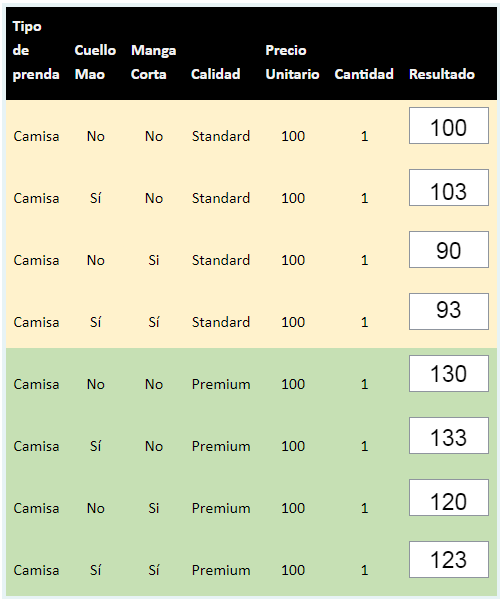 Tipo de prenda Cuello Mao Manga Corta Calidad Precio Unitario Cantidad Resultado
Camisa No No Standard 100 1 100
Camisa Sí No Standard 100 1 103
Camisa No Si Standard 100 1 90
Camisa Sí Sí Standard 100 1 93
Camisa No No Premium 100 1 130
Camisa Sí No Premium 100 1 133
Camisa No Si Premium 100 1 120
Camisa Sí Sí Premium 100 1 123